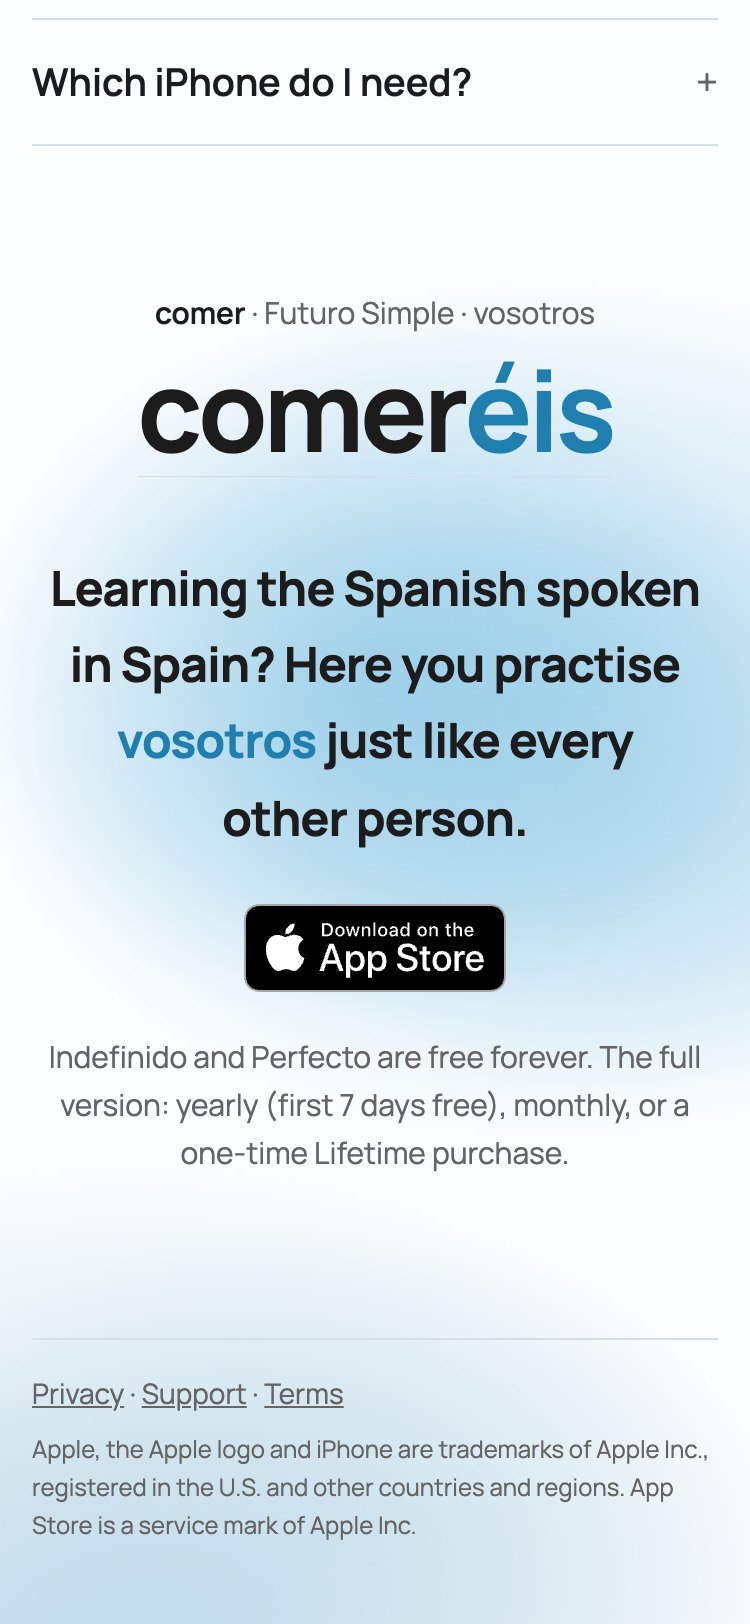 Which iPhone do I need? +
comer · Futuro Simple · vosotros
comeréis
Learning the Spanish spoken
in Spain? Here you practise
vosotros just like every
other person.
Download on the
App Store
Indefinido and Perfecto are free forever. The full
version: yearly (first 7 days free), monthly, or a
one-time Lifetime purchase.
Privacy · Support · Terms
Apple, the Apple logo and iPhone are trademarks of Apple Inc.,
registered in the U.S. and other countries and regions. App
Store is a service mark of Apple Inc.